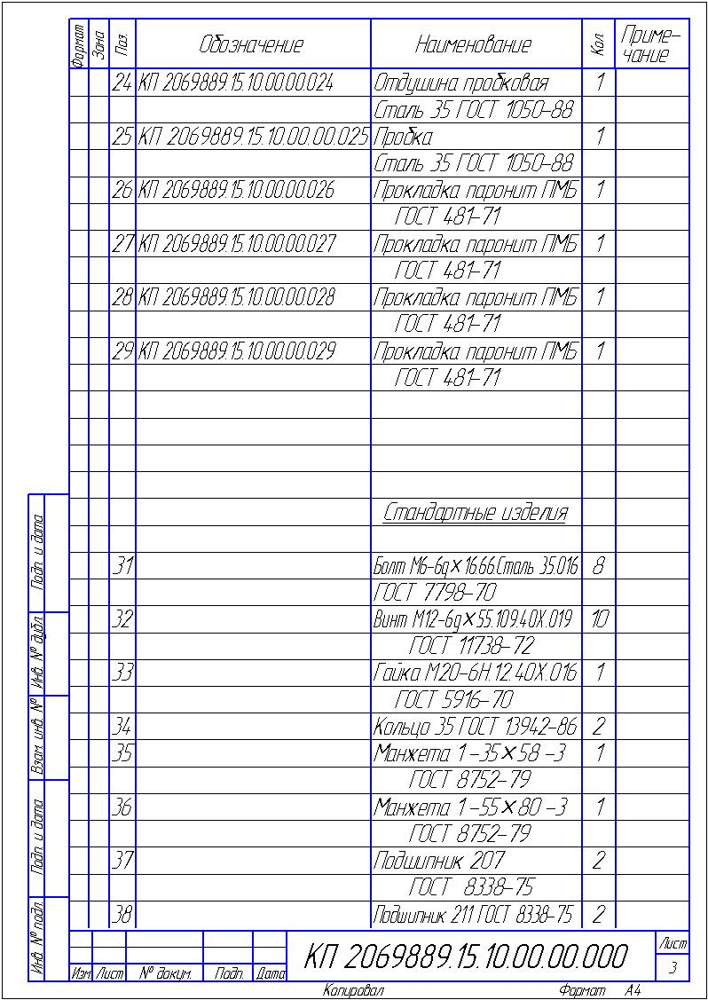 Формат Зона Поз. Обозначение Наименование Кол Приме-
чание
24 КП 2069889.15.10.00.00.024 Отдушина пробковая 1
Сталь 35 ГОСТ 1050-88
25 КП 2069889.15.10.00.00.025 Пробка 1
Сталь 35 ГОСТ 1050-88
26 КП 2069889.15.10.00.00.026 Прокладка паронит ПМБ 1
ГОСТ 481-71
27 КП 2069889.15.10.00.00.027 Прокладка паронит ПМБ 1
ГОСТ 481-71
28 КП 2069889.15.10.00.00.028 Прокладка паронит ПМБ 1
ГОСТ 481-71
29 КП 2069889.15.10.00.00.029 Прокладка паронит ПМБ 1
ГОСТ 481-71
Стандартные изделия
31 Болт М6-6g×16.66.Сталь 35.016 8
ГОСТ 7798-70
32 Винт М12-6g×55.109.40Х.019 10
ГОСТ 11738-72
33 Гайка М20-6Н.12.40Х.016 1
ГОСТ 5916-70
34 Кольцо 35 ГОСТ 13942-86 2
35 Манжета 1-35×58-3 1
ГОСТ 8752-79
36 Манжета 1-55×80-3 1
ГОСТ 8752-79
37 Подшипник 207 2
ГОСТ 8338-75
38 Подшипник 211 ГОСТ 8338-75 2
Подп. и дата
Инв. № дубл.
Взам. инв. №
Подп. и дата
Инв. № подл.
Изм. Лист № докум. Подп. Дата
КП 2069889.15.10.00.00.000
Лист
3
Копировал Формат А4